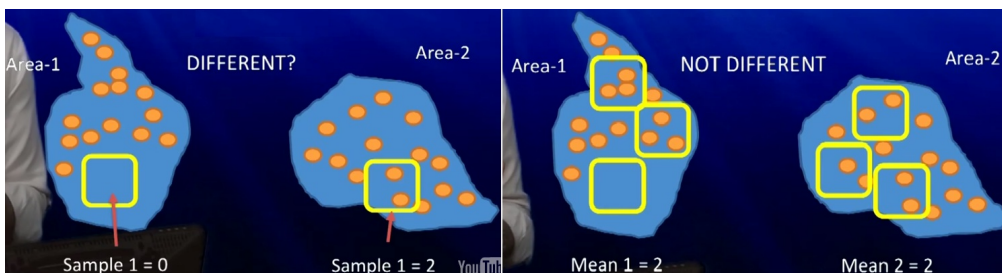 Area-1
DIFFERENT?
Area-2
Sample 1 = 0
Sample 1 = 2
You
Area-1
NOT DIFFERENT
Area-2
Mean 1 = 2
Mean 2 = 2